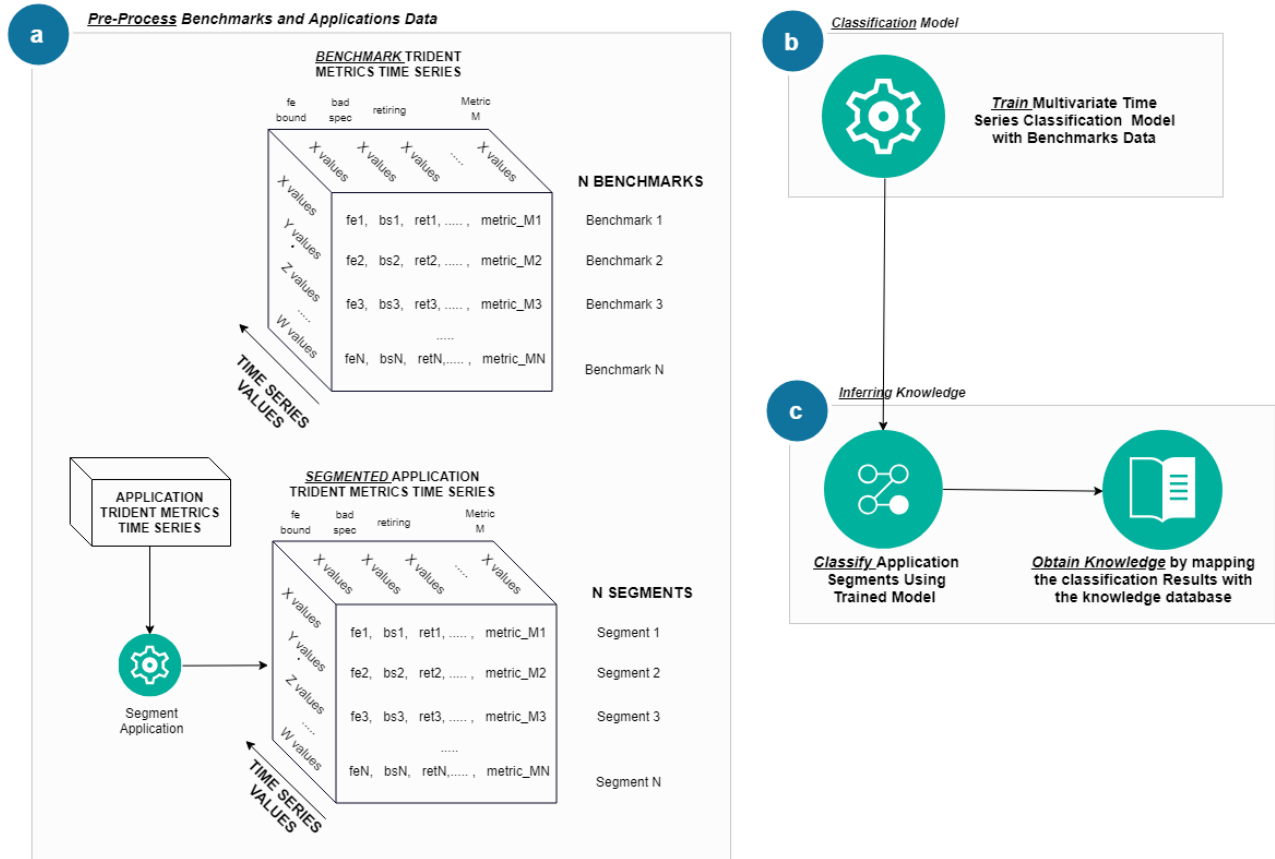 a
Pre-Process Benchmarks and Applications Data
BENCHMARK TRIDENT
METRICS TIME SERIES
fe
bound
bad
spec
retiring
Metric
M
X values
X values
X values
.....
X values
X values
Y values
.
Z values
.....
W values
fe1, bs1, ret1, ..... , metric_M1
fe2, bs2, ret2, ..... , metric_M2
fe3, bs3, ret3, ..... , metric_M3
.....
feN, bsN, retN,..... , metric_MN
N BENCHMARKS
Benchmark 1
Benchmark 2
Benchmark 3
Benchmark N
TIME SERIES
VALUES
APPLICATION
TRIDENT METRICS
TIME SERIES
Segment
Application
SEGMENTED APPLICATION
TRIDENT METRICS TIME SERIES
fe
bound
bad
spec
retiring
Metric
M
X values
X values
X values
.....
X values
X values
Y values
.
Z values
.....
W values
fe1, bs1, ret1, ..... , metric_M1
fe2, bs2, ret2, ..... , metric_M2
fe3, bs3, ret3, ..... , metric_M3
.....
feN, bsN, retN,..... , metric_MN
N SEGMENTS
Segment 1
Segment 2
Segment 3
Segment N
TIME SERIES
VALUES
b
Classification Model
Train Multivariate Time
Series Classification Model
with Benchmarks Data
c
Inferring Knowledge
Classify Application
Segments Using
Trained Model
Obtain Knowledge by mapping
the classification Results with
the knowledge database